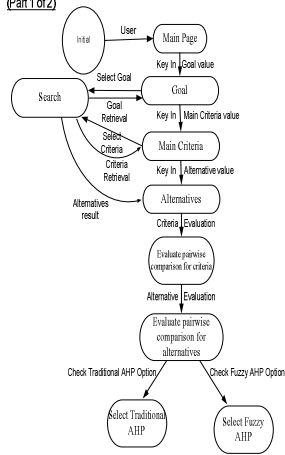 (Part 1 of 2)
Initial
User
Main Page
Key In Goal value
Select Goal
Search
Goal
Goal
Retrieval
Key In Main Criteria value
Select
Criteria
Main Criteria
Criteria
Retrieval
Key In Alternative value
Alternatives
result
Alternatives
Criteria Evaluation
Evaluate pairwise
comparison for criteria
Alternative Evaluation
Evaluate pairwise
comparison for
alternatives
Check Traditional AHP Option
Check Fuzzy AHP Option
Select Traditional
AHP
Select Fuzzy
AHP